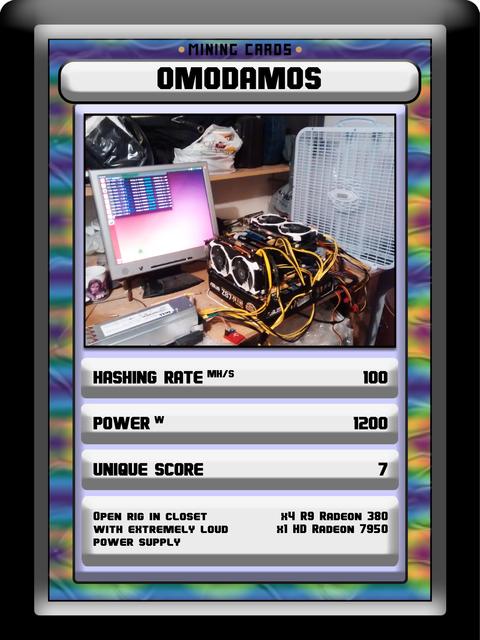 MINING CARDS
OMODAMOS
HASHING RATE MH/S 100
POWER W 1200
UNIQUE SCORE 7
OPEN RIG IN CLOSET
WITH EXTREMELY LOUD
POWER SUPPLY
X4 R9 RADEON 380
X1 HD RADEON 7950